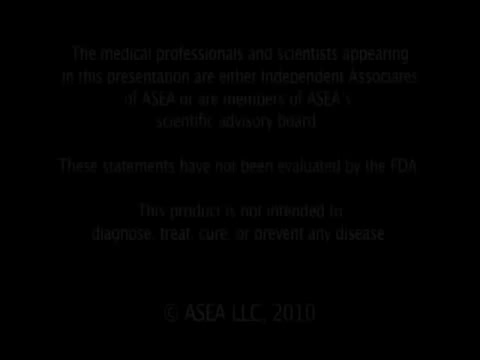 The medical professionals and scientists appearing
in this presentation are either Independent Associates
of ASEA or are members of ASEA's
scientific advisory board
These statements have not been evaluated by the FDA
This product is not intended to
diagnose, treat, cure, or prevent any disease
© ASEA LLC, 2010